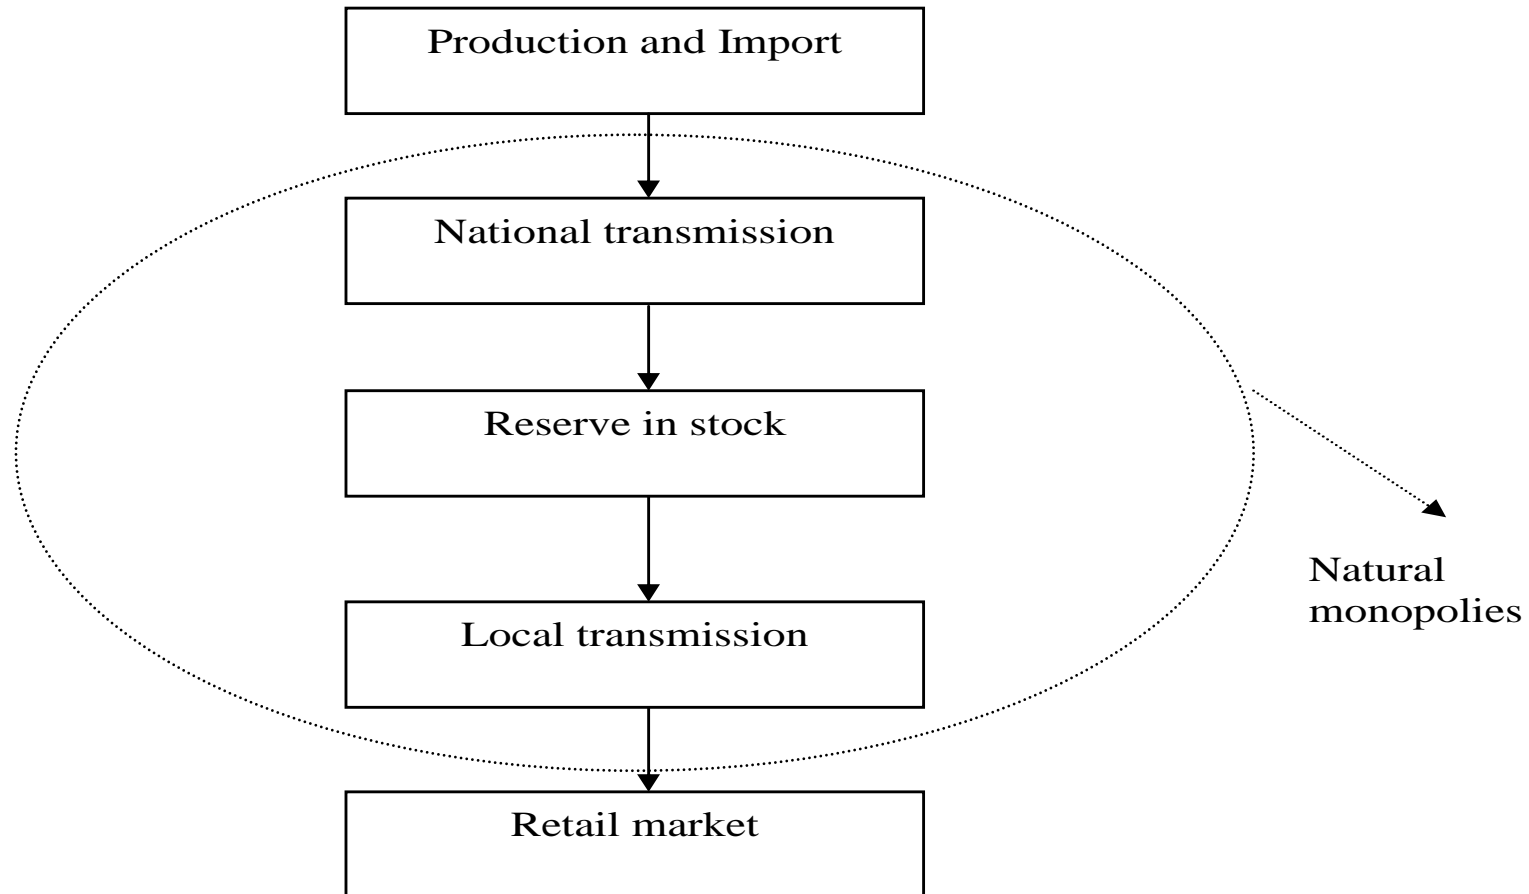 Production and Import
National transmission
Reserve in stock
Local transmission
Natural
monopolies
Retail market